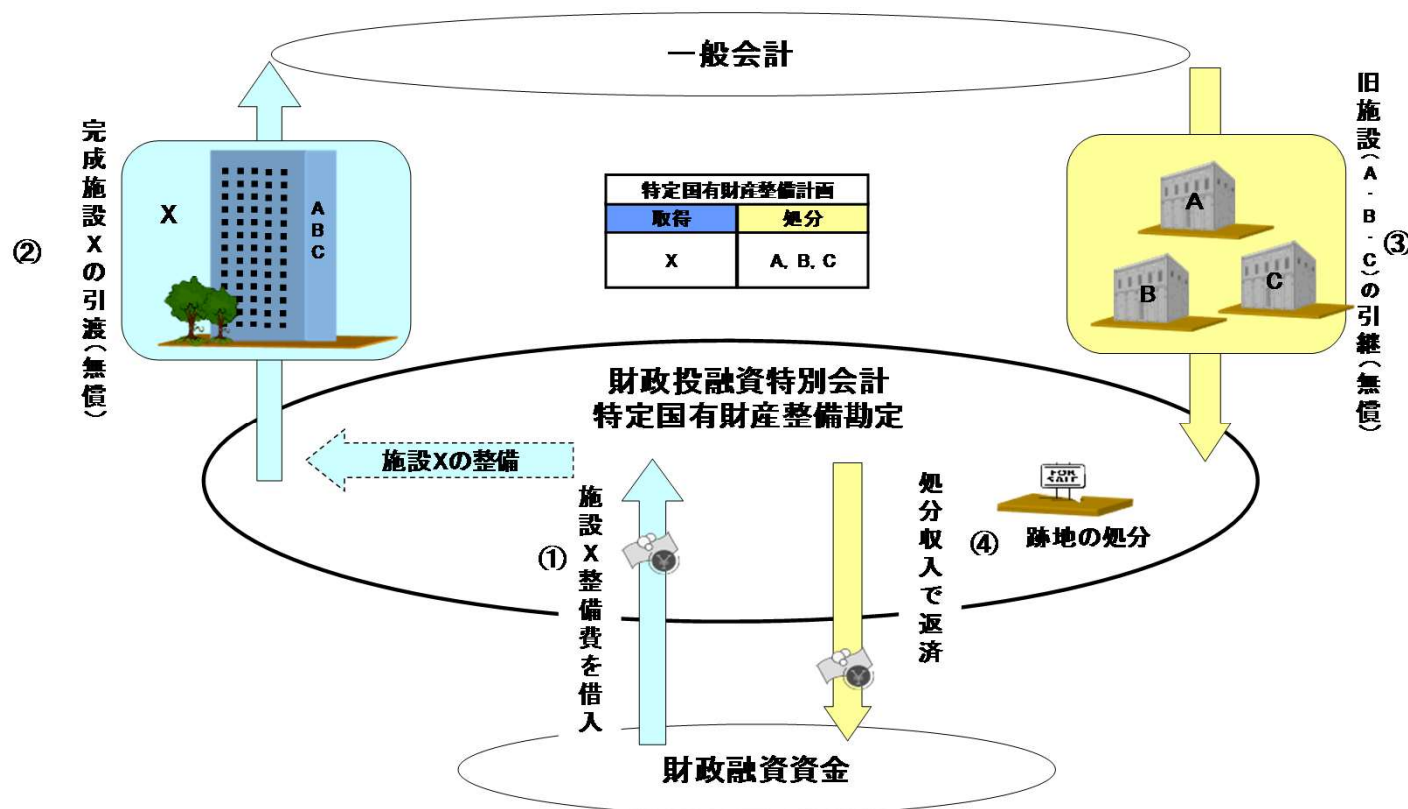 一般会計
②
完成施設Xの引渡(無償)
X
ABC
特定国有財産整備計画
取得
処分
X
A, B, C
A
B
C
③
旧施設(A・B・C)の引継(無償)
財政投融資特別会計
特定国有財産整備勘定
施設Xの整備
①
施設X整備費を借入
処分収入で返済
④
FOR
SALE
跡地の処分
財政融資資金